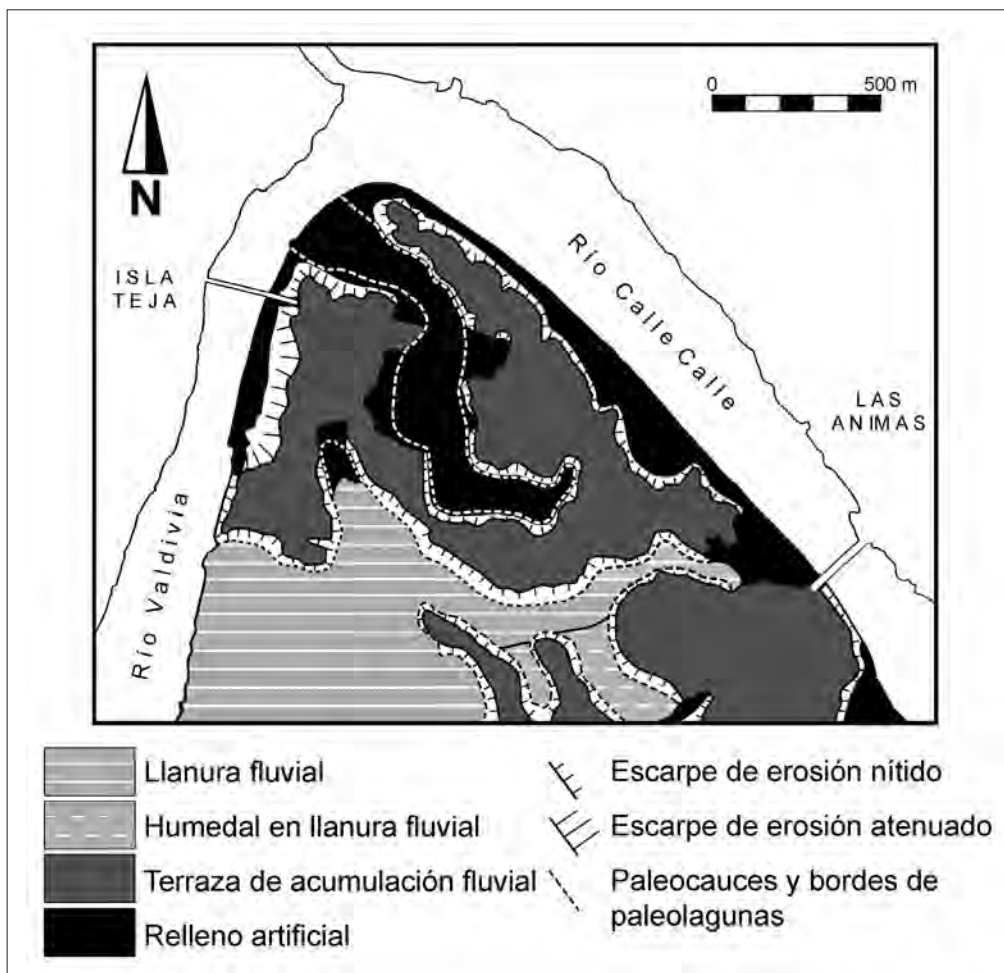 0 500 m
N
ISLA
TEJA
Río Calle Calle
LAS
ANIMAS
Río Valdivia
Llanura fluvial
Humedal en llanura fluvial
Terraza de acumulación fluvial
Relleno artificial
Escarpe de erosión nítido
Escarpe de erosión atenuado
Paleocauces y bordes de
paleolagunas